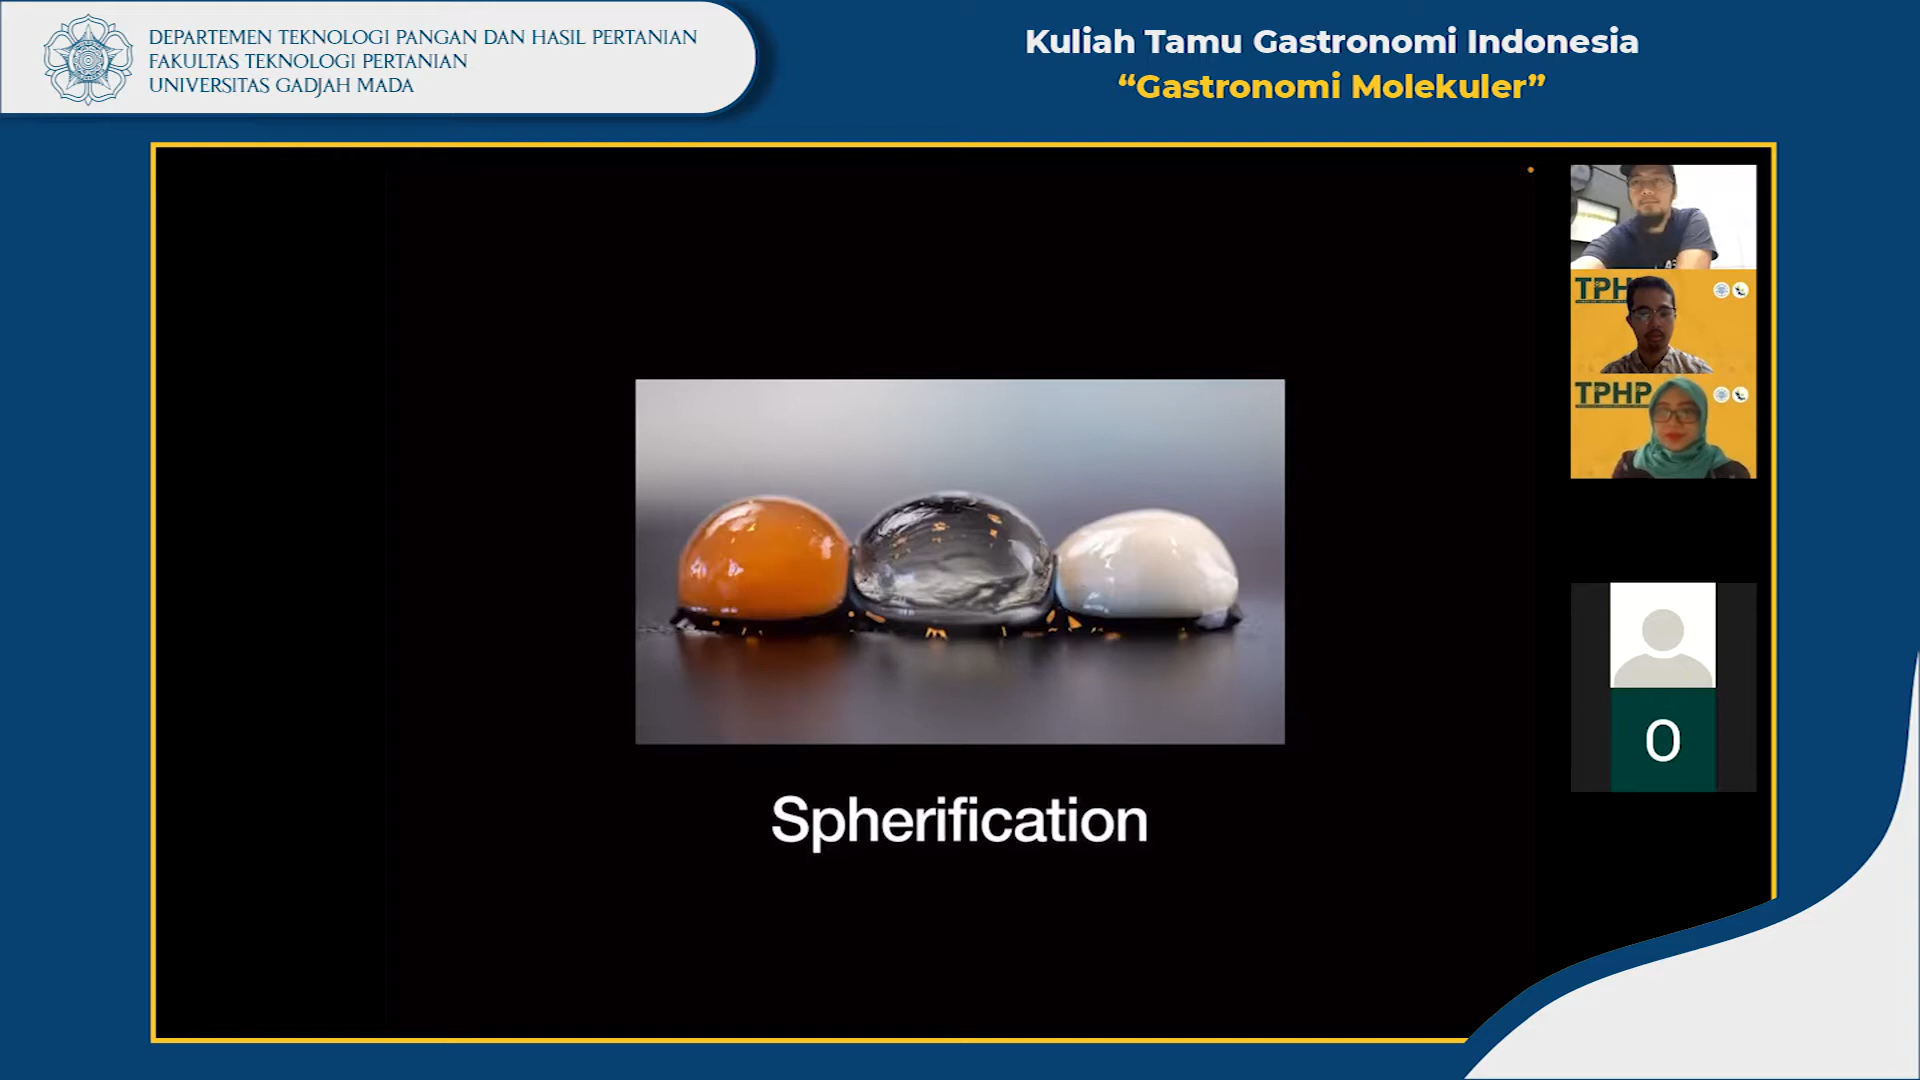 DEPARTEMEN TEKNOLOGI PANGAN DAN HASIL PERTANIAN
FAKULTAS TEKNOLOGI PERTANIAN
UNIVERSITAS GADJAH MADA
Kuliah Tamu Gastronomi Indonesia
“Gastronomi Molekuler”
TPH
TPHP
O
Spherification